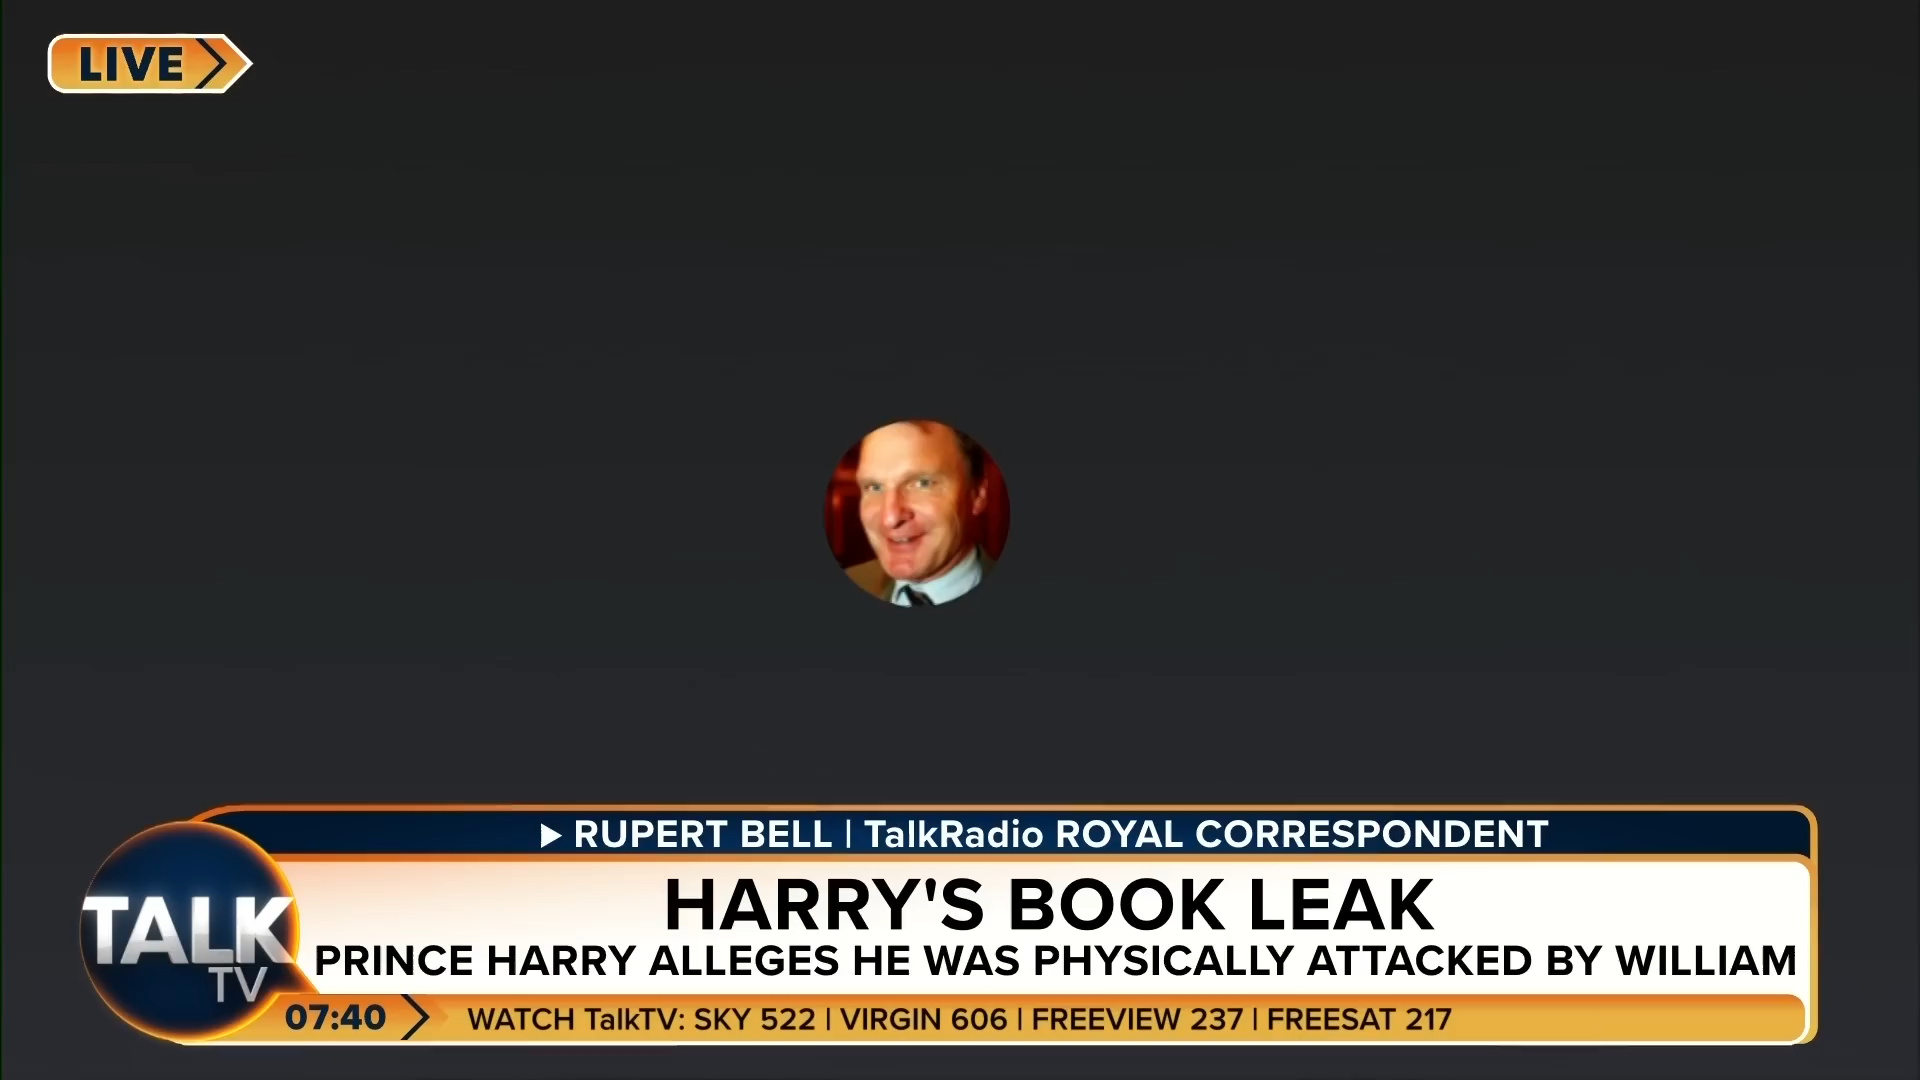 LIVE
RUPERT BELL | TalkRadio ROYAL CORRESPONDENT
HARRY'S BOOK LEAK
PRINCE HARRY ALLEGES HE WAS PHYSICALLY ATTACKED BY WILLIAM
TALK
TV
07:40
WATCH TalkTV: SKY 522 | VIRGIN 606 | FREEVIEW 237 | FREESAT 217